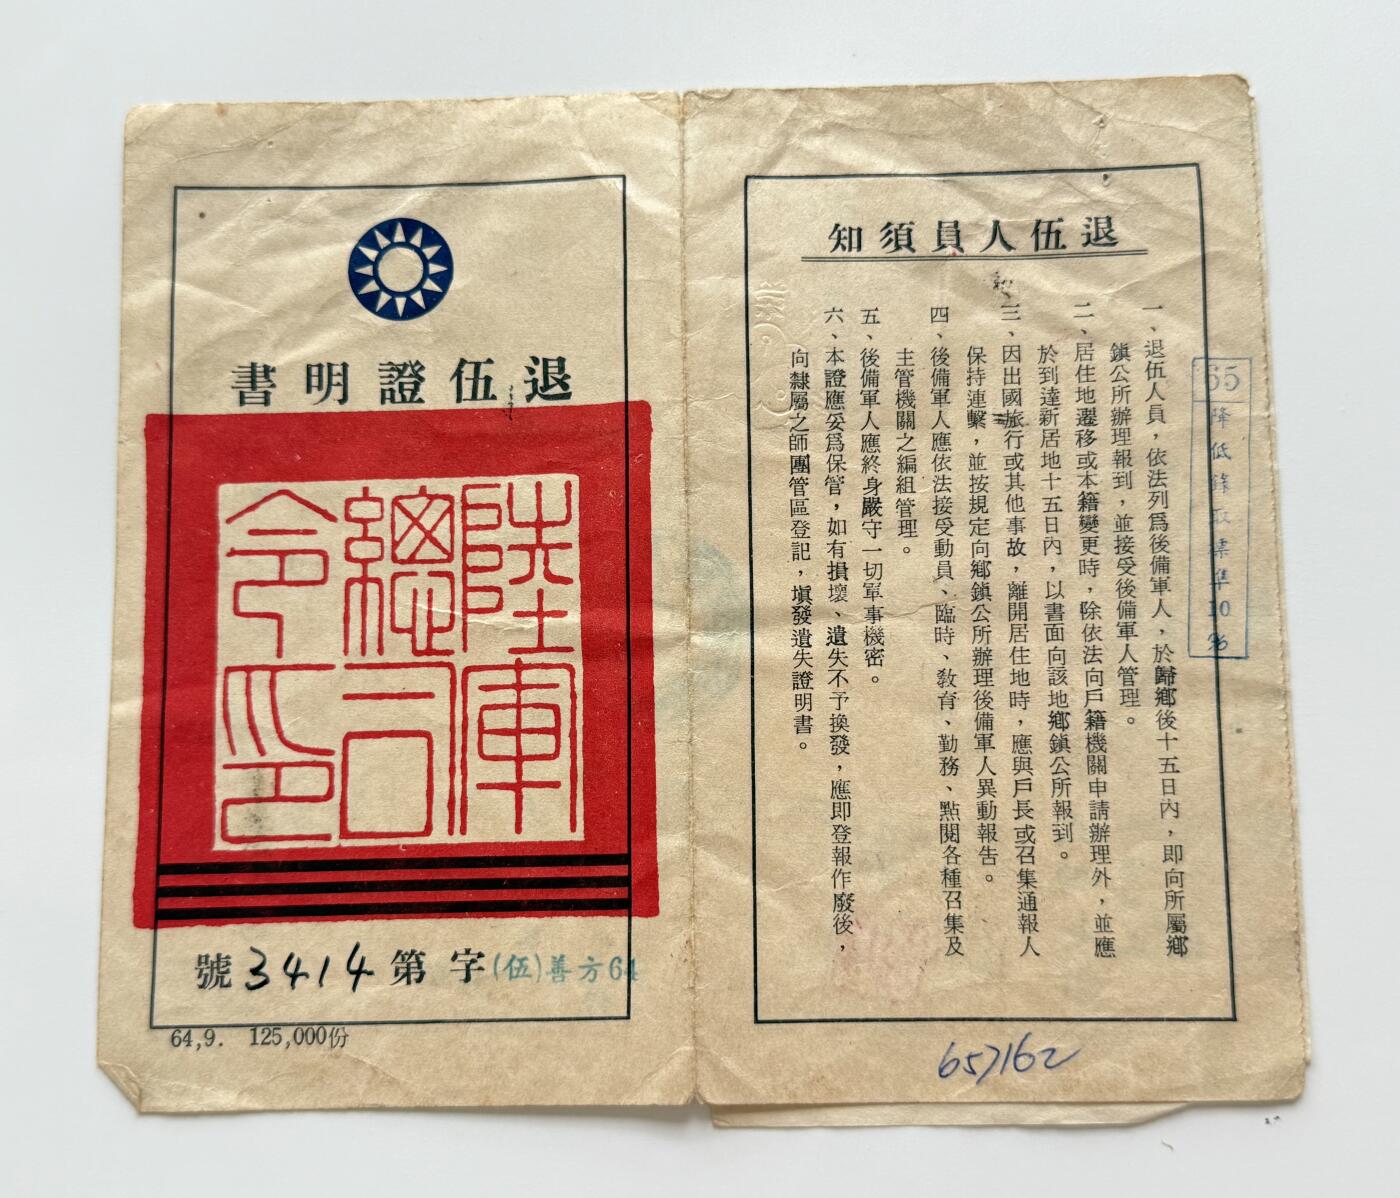 退伍證明書
陸軍
總司
令印
64方善(伍)字第3414號
64,9. 125,000份
退伍人員須知
一、退伍人員，依法列爲後備軍人，於歸鄉後十五日內，即向所屬鄉
鎮公所辦理報到，並接受後備軍人管理。
二、居住地遷移或本籍變更時，除依法向戶籍機關申請辦理外，並應
於到達新居地十五日內，以書面向該地鄉鎮公所報到。
三、因出國旅行或其他事故，離開居住地時，應與戶長或召集通報人
保持連繫，並按規定向鄉鎮公所辦理後備軍人異動報告。
四、後備軍人應依法接受動員、臨時、敎育、勤務、點閱各種召集及
主管機關之編組管理。
五、後備軍人應終身嚴守一切軍事機密。
六、本證應妥爲保管，如有損壞、遺失不予換發，應即登報作廢後，
向隸屬之師團管區登記，塡發遺失證明書。
65
降低錄取標準10%
657162